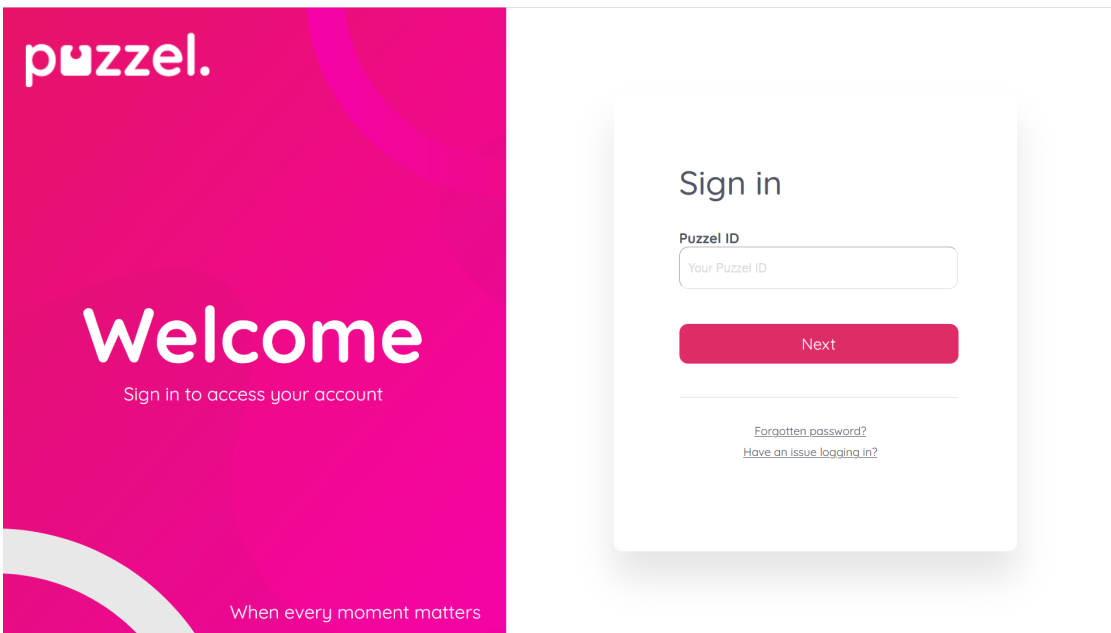 puzzel.
Welcome
Sign in to access your account
When every moment matters
Sign in
Puzzel ID
Your Puzzel ID
Next
Forgotten password?
Have an issue logging in?